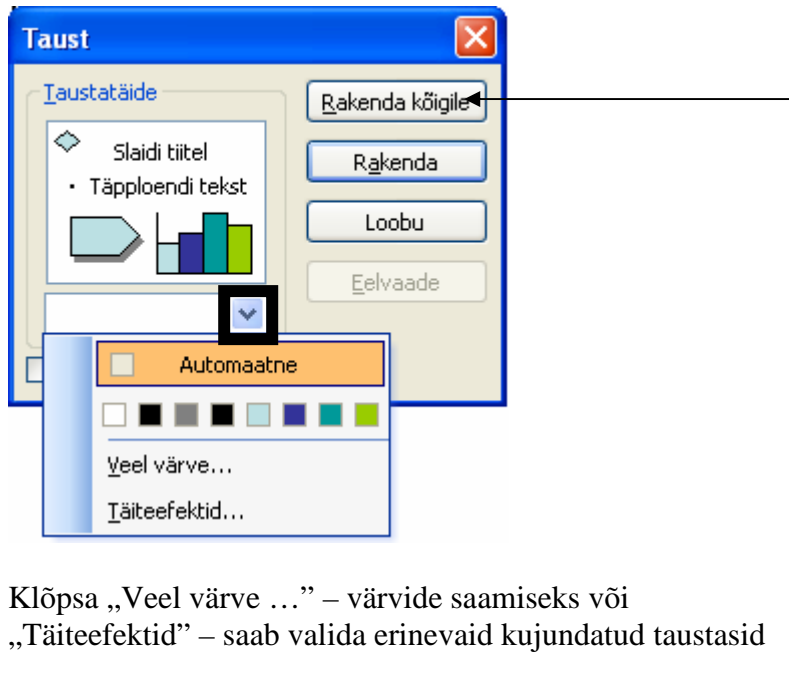 Taust
Taustatäide
Slaidi tiitel
• Täpploendi tekst
Rakenda kõigile
Rakenda
Loobu
Eelvaade
Automaatne
Veel värve...
Täiteefektid...
Klõpsa „Veel värve …” – värvide saamiseks või
„Täiteefektid” – saab valida erinevaid kujundatud taustasid